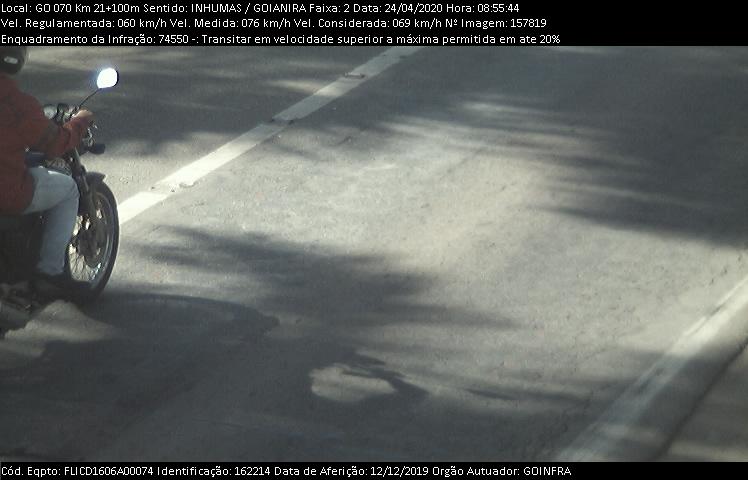 Local: GO 070 Km 21+100m Sentido: INHUMAS / GOIANIRA Faixa: 2 Data: 24/04/2020 Hora: 08:55:44
Vel. Regulamentada: 060 km/h Vel. Medida: 076 km/h Vel. Considerada: 069 km/h Nº Imagem: 157819
Enquadramento da Infração: 74550 -: Transitar em velocidade superior a máxima permitida em ate 20%
Cód. Eqpto: FLICD1606A00074 Identificação: 162214 Data de Aferição: 12/12/2019 Orgão Autuador: GOINFRA